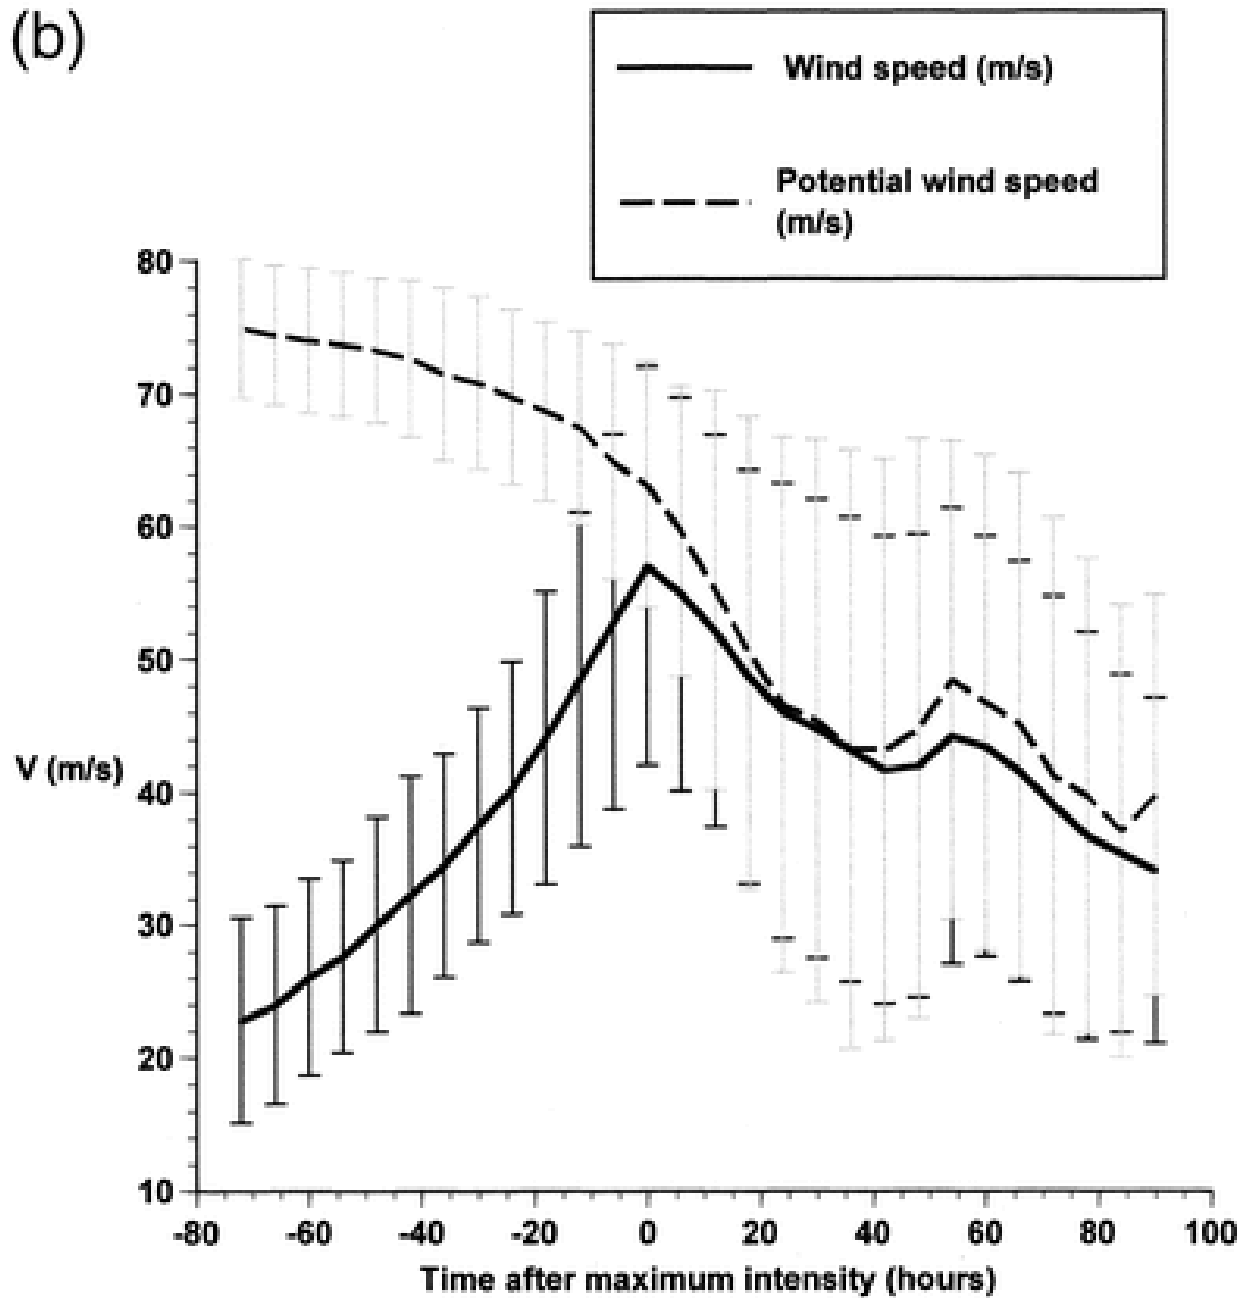 (b)
Wind speed (m/s)
Potential wind speed
(m/s)
80
70
60
50
V (m/s)
40
30
20
10
-80 -60 -40 -20 0 20 40 60 80 100
Time after maximum intensity (hours)